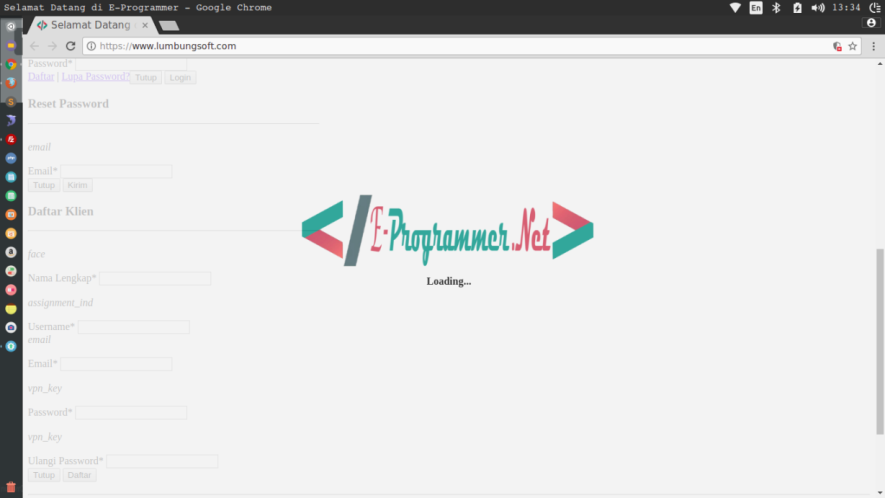 Selamat Datang di E-Programmer - Google Chrome
En
13:34
Selamat Datang
https://www.lumbungsoft.com
Password*
Daftar | Lupa Password? Tutup Login
Reset Password
email
Email*
Tutup Kirim
Daftar Klien
</E-Programmer.Net>
Loading...
face
Nama Lengkap*
assignment_ind
Username*
email
Email*
vpn_key
Password*
vpn_key
Ulangi Password*
Tutup Daftar